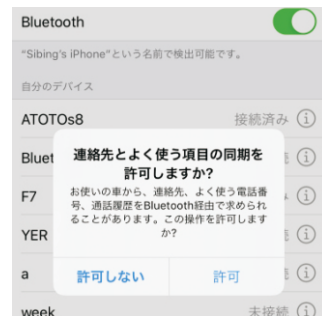 Bluetooth
"Sibing's iPhone"という名前で検出可能です。
自分のデバイス
ATOTOs8 接続済み
Bluet
連絡先とよく使う項目の同期を
許可しますか?
お使いの車から、連絡先、よく使う電話番
号、通話履歴をBluetooth経由で求められ
ることがあります。この操作を許可します
か?
F7
YER
a
許可しない 許可
week 未接続